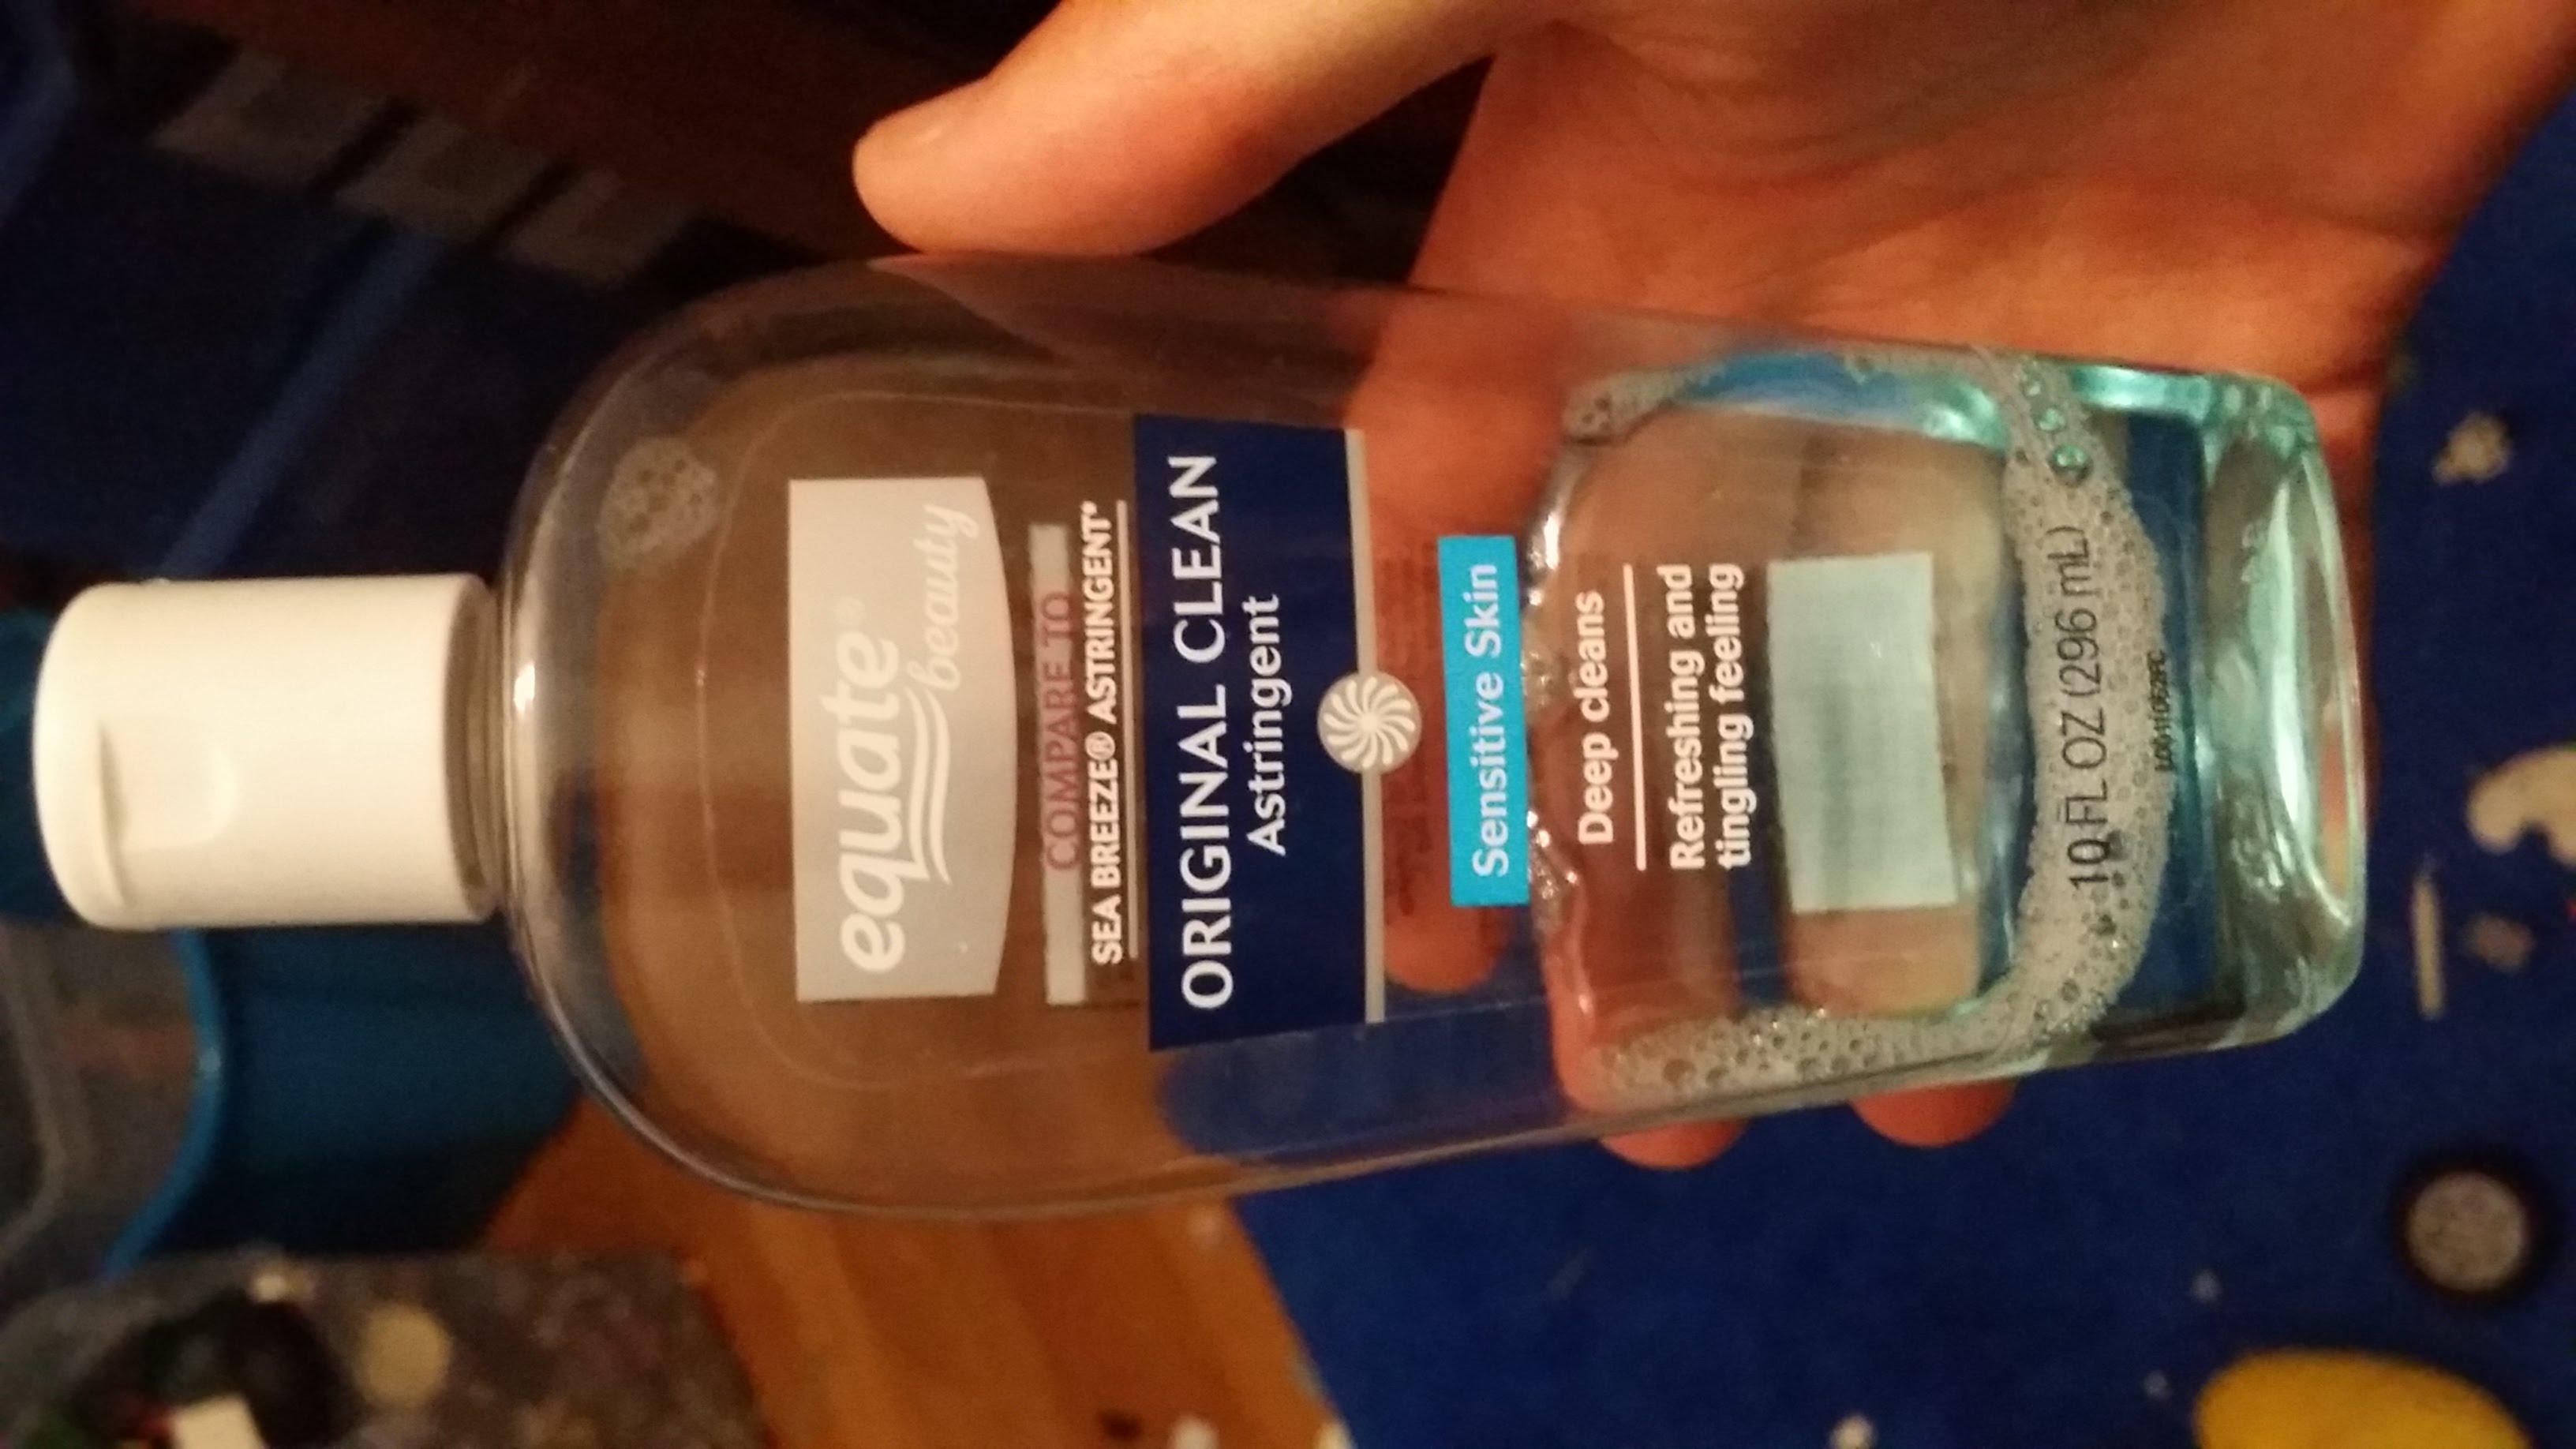 equate®
beauty
COMPARE TO
SEA BREEZE® ASTRINGENT*
ORIGINAL CLEAN
Astringent
Sensitive Skin
Deep cleans
Refreshing and
tingling feeling
10 FL OZ (296 mL)